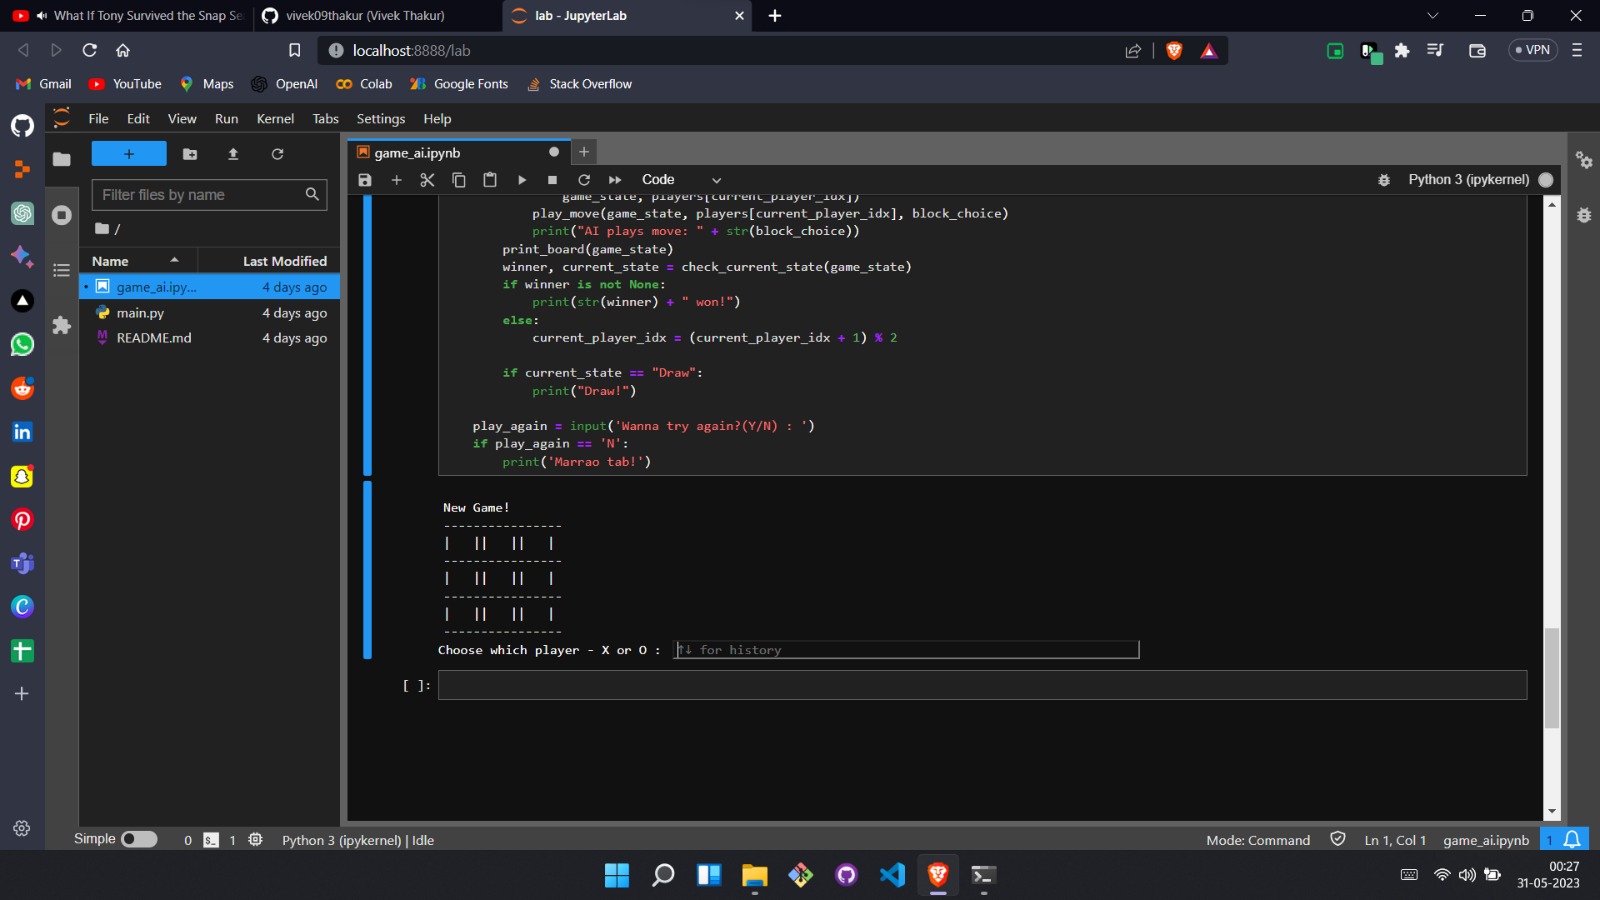 What If Tony Survived the Snap Se
vivek09thakur (Vivek Thakur)
lab - JupyterLab
localhost:8888/lab
VPN
Gmail
YouTube
Maps
OpenAI
Colab
Google Fonts
Stack Overflow
File Edit View Run Kernel Tabs Settings Help
game_ai.ipynb
Code
Python 3 (ipykernel)
Filter files by name
/
Name
Last Modified
game_ai.ipy...
4 days ago
main.py
4 days ago
README.md
4 days ago
game_state, players[current_player_idx])
play_move(game_state, players[current_player_idx], block_choice)
print("AI plays move: " + str(block_choice))
print_board(game_state)
winner, current_state = check_current_state(game_state)
if winner is not None:
print(str(winner) + " won!")
else:
current_player_idx = (current_player_idx + 1) % 2
if current_state == "Draw":
print("Draw!")
play_again = input('Wanna try again?(Y/N) : ')
if play_again == 'N':
print('Marrao tab!')
New Game!
----------------
|   ||   ||   |
----------------
|   ||   ||   |
----------------
|   ||   ||   |
----------------
Choose which player - X or O :
↑↓ for history
[ ]:
Simple
0
1
Python 3 (ipykernel) | Idle
Mode: Command
Ln 1, Col 1
game_ai.ipynb
1
00:27
31-05-2023